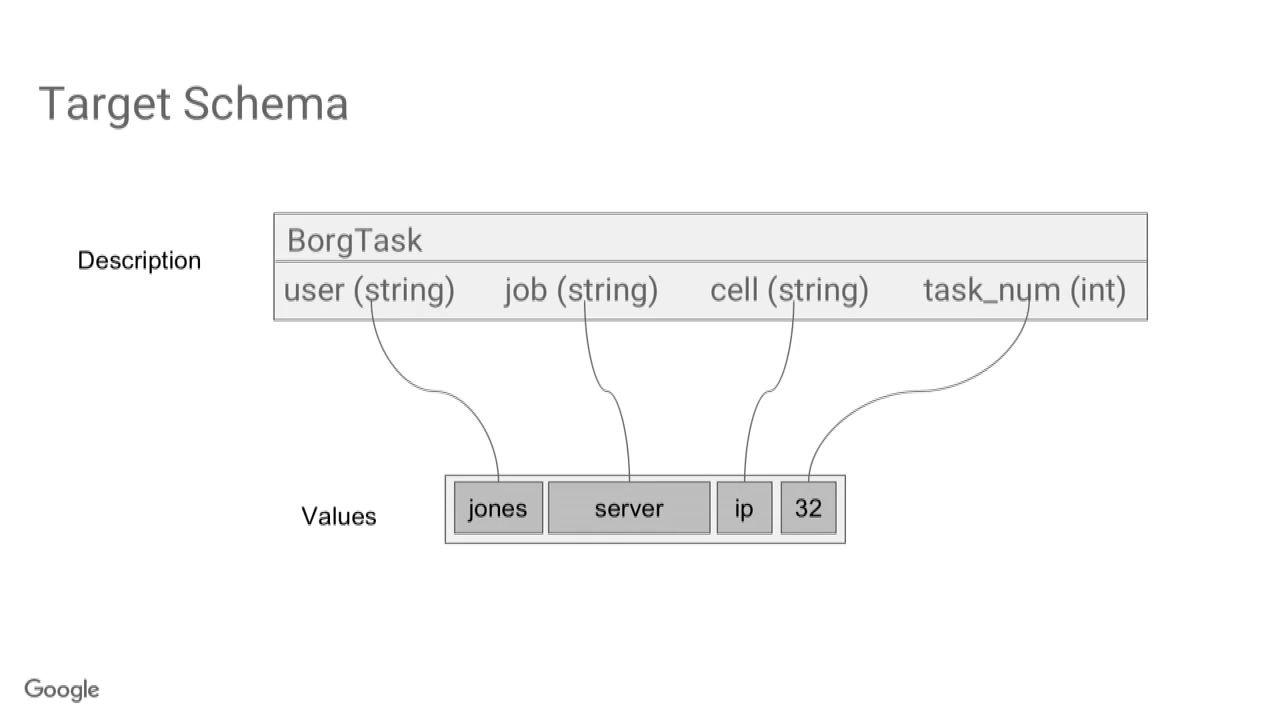 Target Schema
Description
BorgTask
user (string) job (string) cell (string) task_num (int)
Values
jones server ip 32
Google